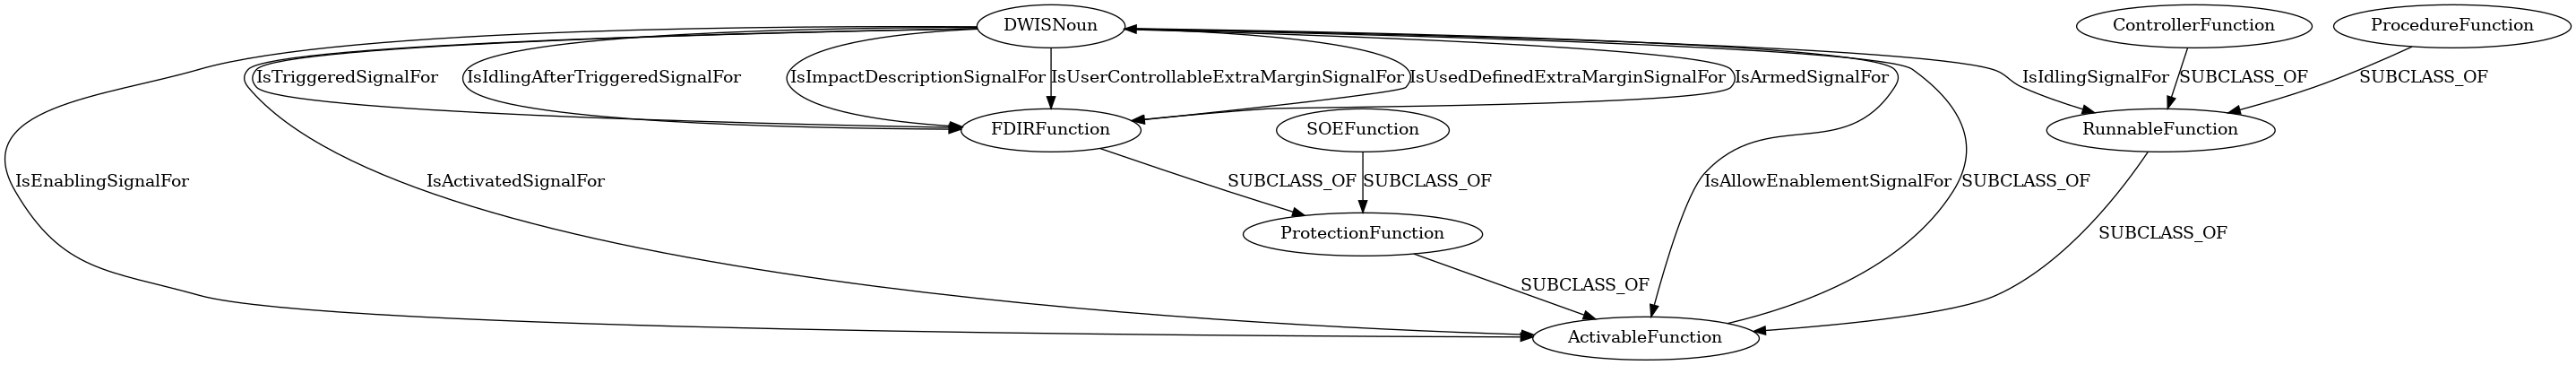 DWISNoun
ControllerFunction
ProcedureFunction
IsTriggeredSignalFor
IsIdlingAfterTriggeredSignalFor
IsImpactDescriptionSignalFor
IsUserControllableExtraMarginSignalFor
IsUsedDefinedExtraMarginSignalFor
IsArmedSignalFor
IsIdlingSignalFor
SUBCLASS_OF
SUBCLASS_OF
FDIRFunction
SOEFunction
RunnableFunction
IsEnablingSignalFor
IsActivatedSignalFor
SUBCLASS_OF
SUBCLASS_OF
IsAllowEnablementSignalFor
SUBCLASS_OF
ProtectionFunction
SUBCLASS_OF
SUBCLASS_OF
ActivableFunction